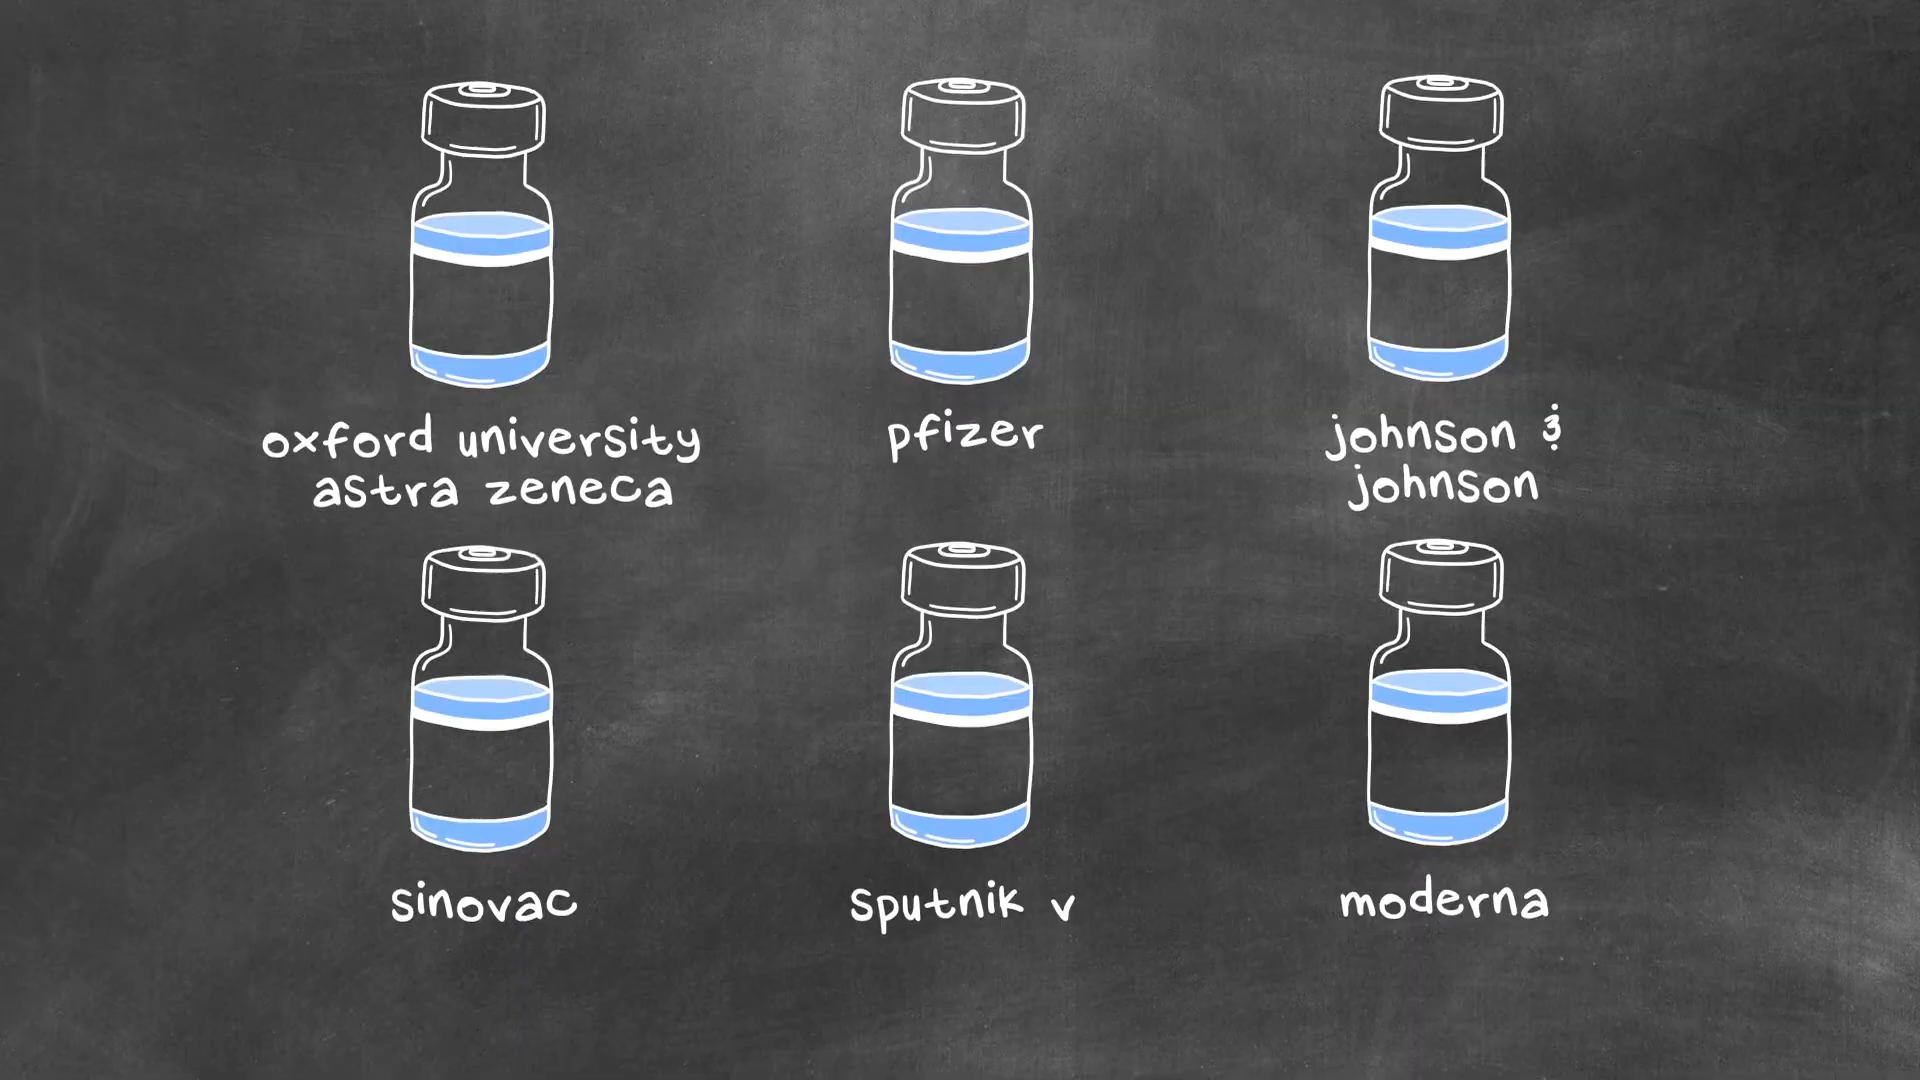 oxford university
astra zeneca
pfizer
johnson &
johnson
sinovac
sputnik v
moderna